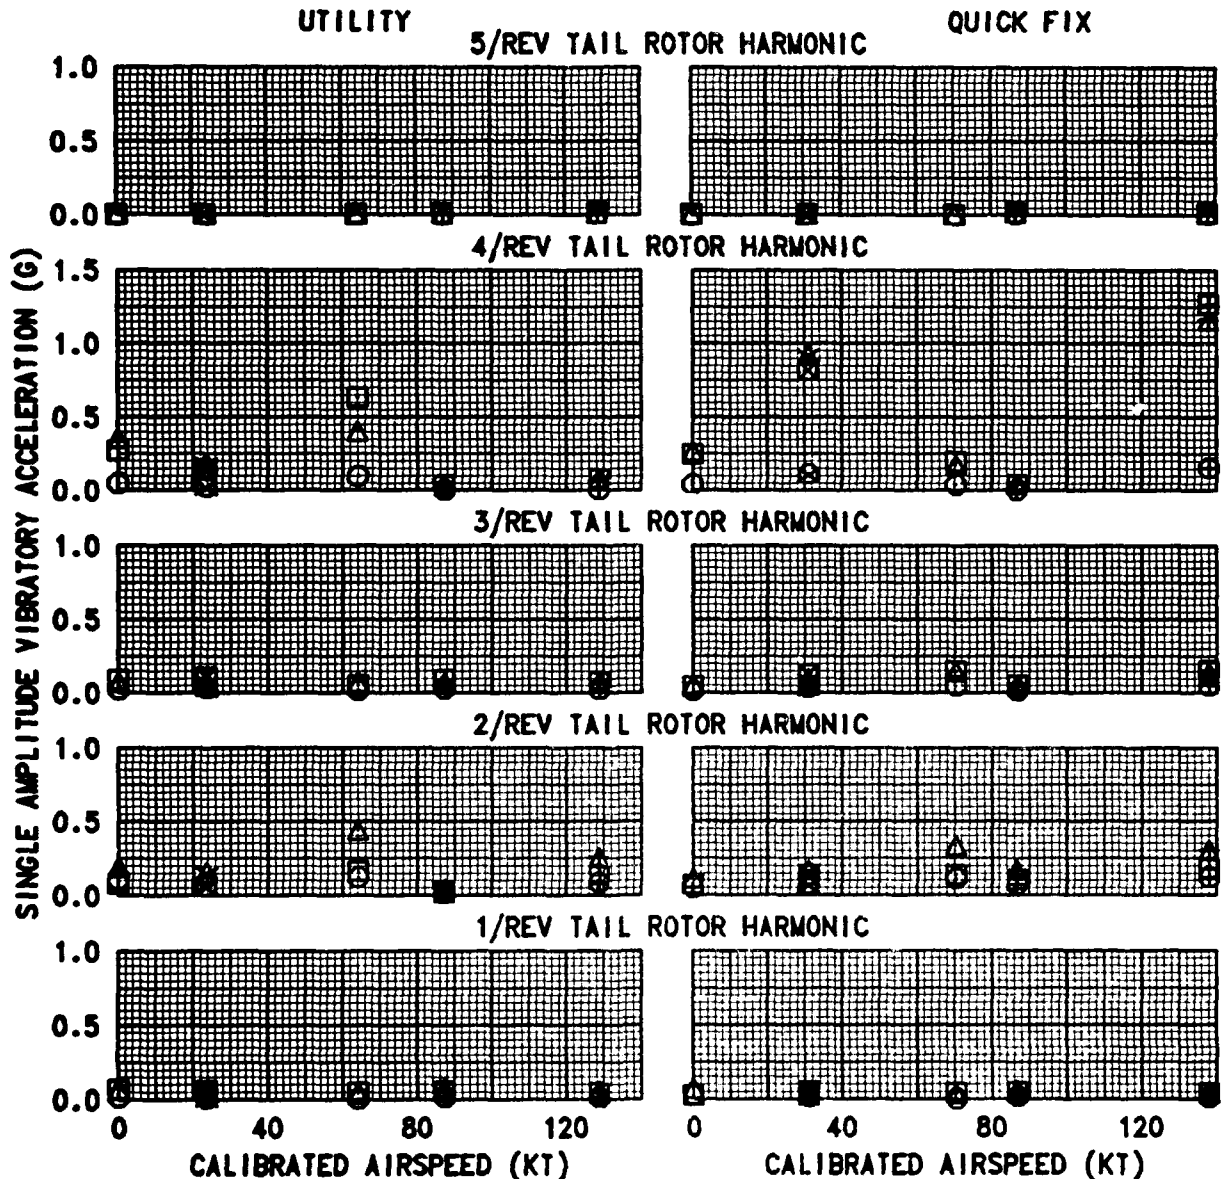 UTILITY
QUICK FIX
5/REV TAIL ROTOR HARMONIC
1.0
0.5
0.0
4/REV TAIL ROTOR HARMONIC
1.5
1.0
0.5
0.0
3/REV TAIL ROTOR HARMONIC
1.0
0.5
0.0
2/REV TAIL ROTOR HARMONIC
1.0
0.5
0.0
1/REV TAIL ROTOR HARMONIC
1.0
0.5
0.0
SINGLE AMPLITUDE VIBRATORY ACCELERATION (G)
0 40 80 120
0 40 80 120
CALIBRATED AIRSPEED (KT)
CALIBRATED AIRSPEED (KT)